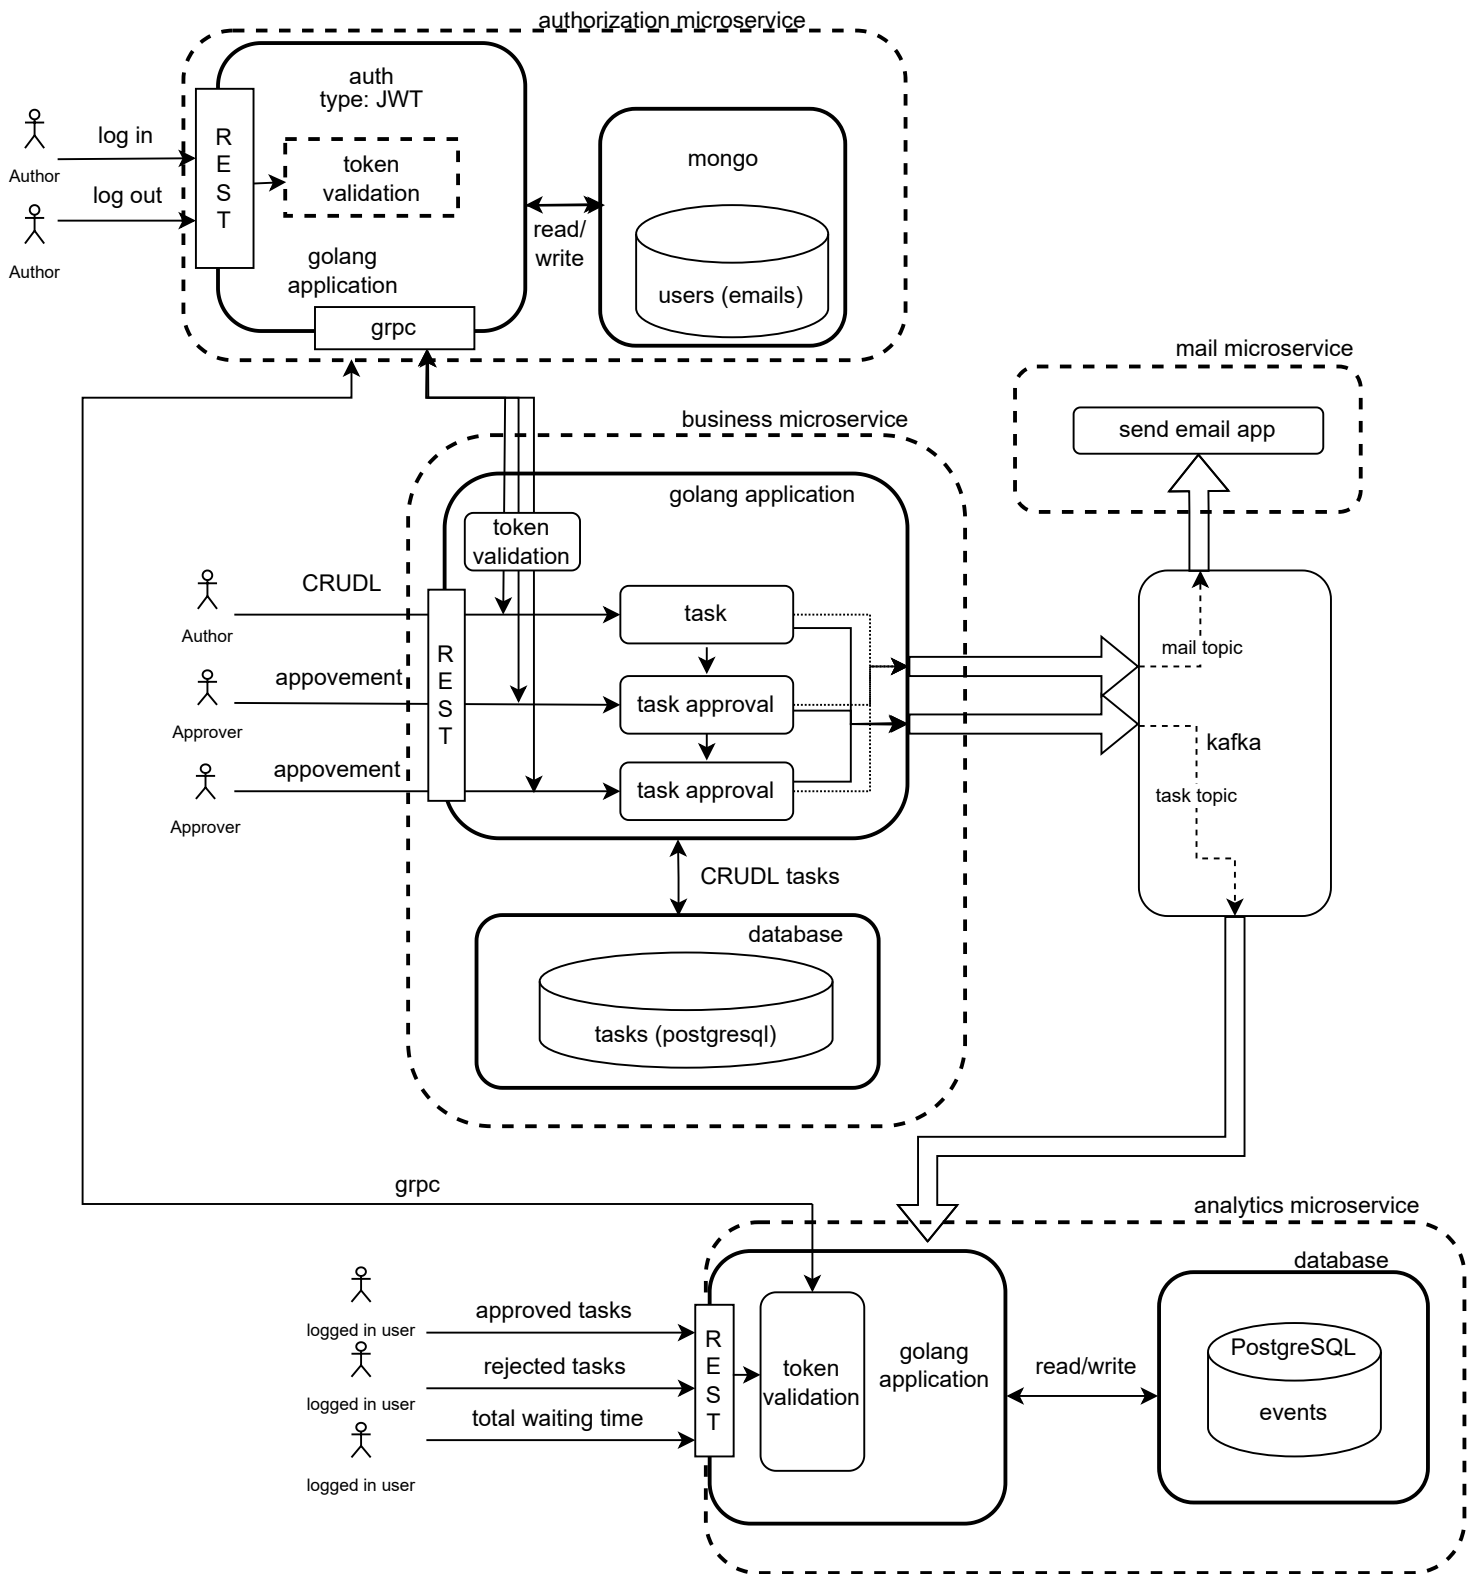 authorization microservice
auth
type: JWT
log in
Author
log out
Author
R
E
S
T
token
validation
golang
application
grpc
read/
write
mongo
users (emails)
mail microservice
send email app
business microservice
golang application
token
validation
CRUDL
Author
appovement
Approver
appovement
Approver
R
E
S
T
task
task approval
task approval
mail topic
kafka
task topic
CRUDL tasks
database
tasks (postgresql)
grpc
analytics microservice
database
logged in user
approved tasks
logged in user
rejected tasks
logged in user
total waiting time
R
E
S
T
token
validation
golang
application
read/write
PostgreSQL
events